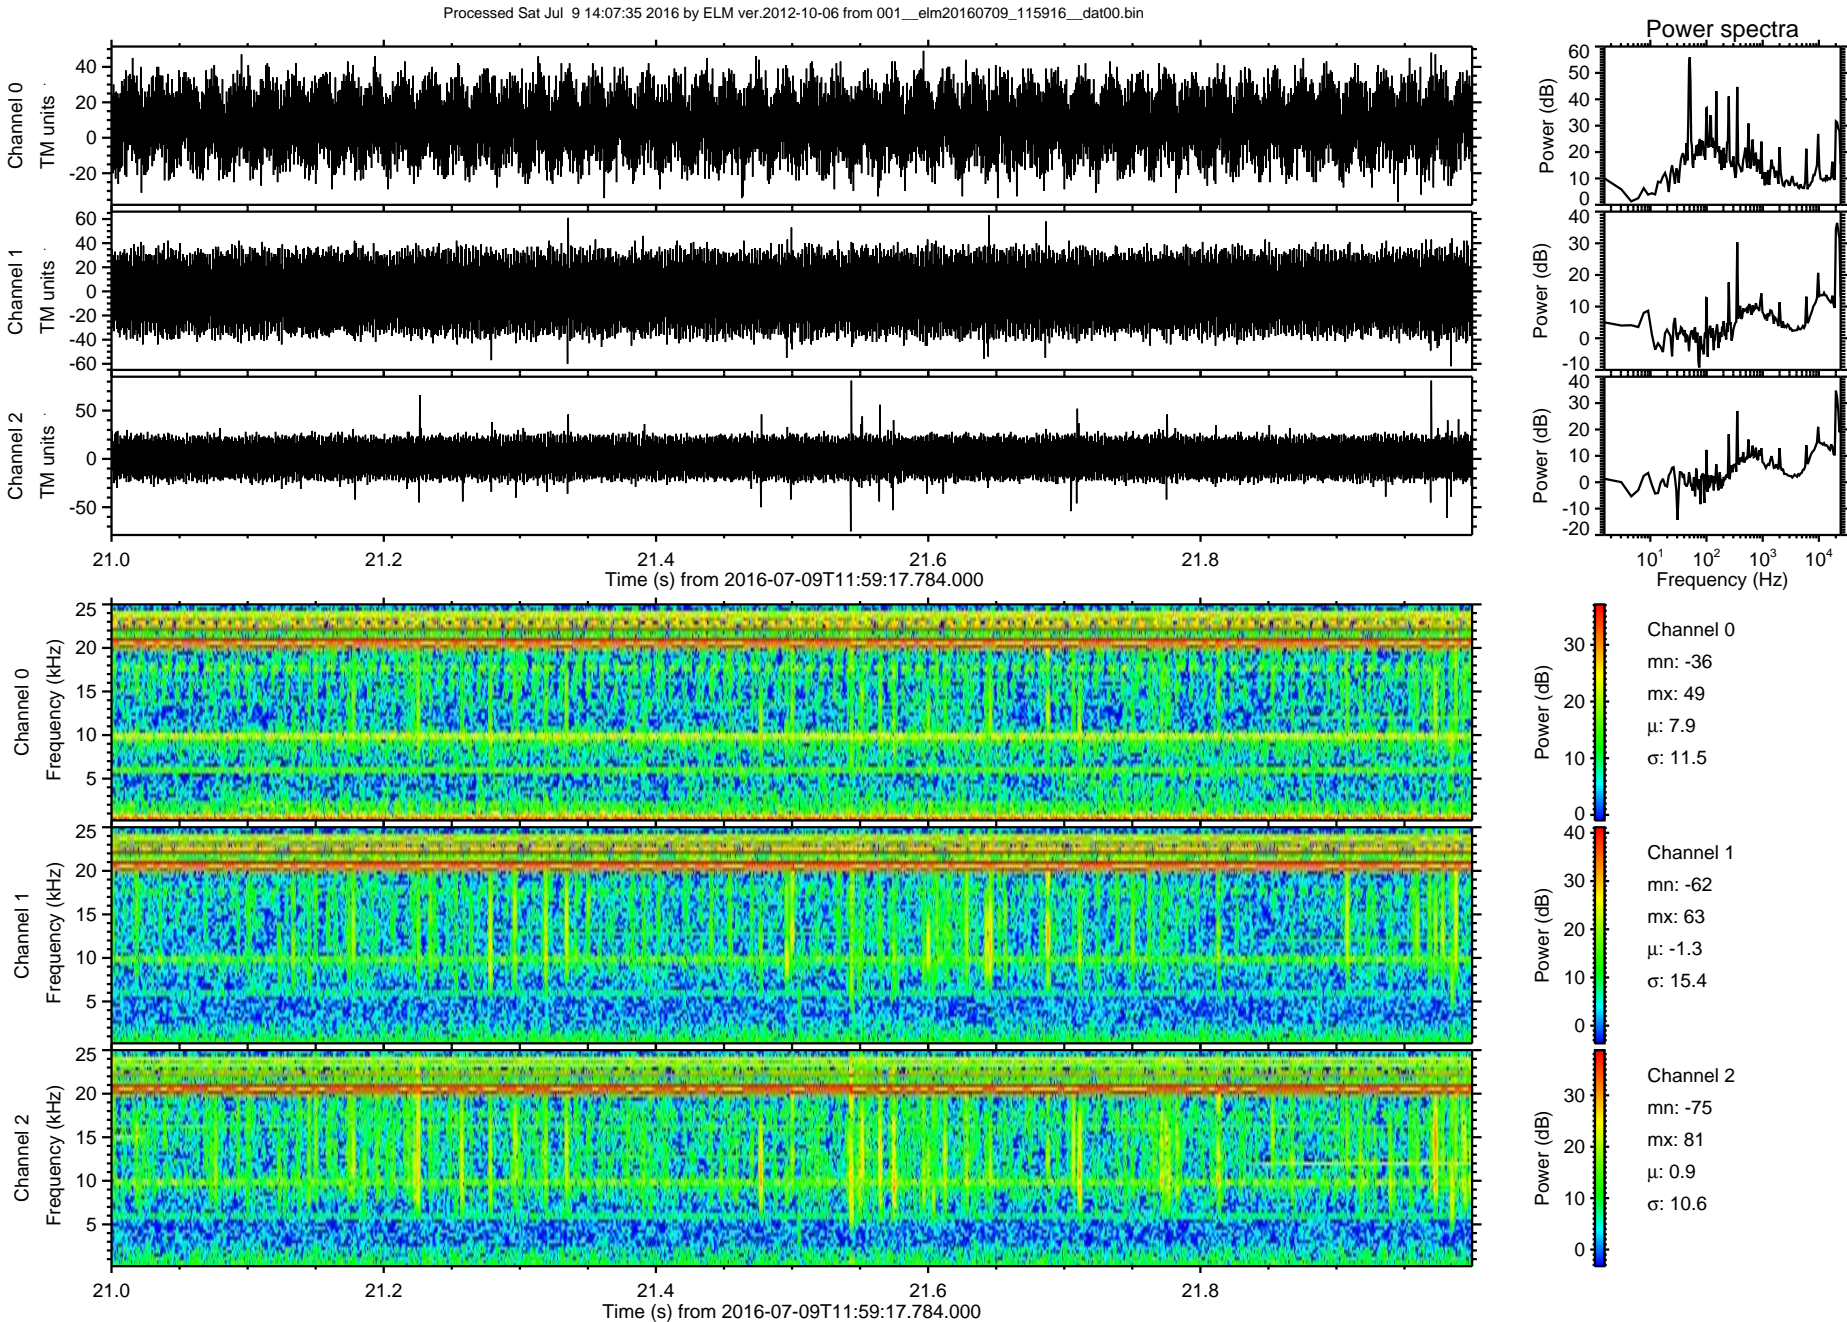 Processed Sat Jul 9 14:07:35 2016 by ELM ver.2012-10-06 from 001__elm20160709_115916__dat00.bin
Power spectra
Channel 0
TM units
40
20
0
-20
Power (dB)
60
50
40
30
20
10
0
Channel 1
TM units
60
40
20
0
-20
-40
-60
Power (dB)
40
30
20
10
0
-10
Channel 2
TM units
50
0
-50
Power (dB)
40
30
20
10
0
-10
-20
21.0 21.2 21.4 21.6 21.8
Time (s) from 2016-07-09T11:59:17.784.000
10^1 10^2 10^3 10^4
Frequency (Hz)
Channel 0
Frequency (kHz)
25
20
15
10
5
Power (dB)
30
20
10
0
Channel 0
mn: -36
mx: 49
μ: 7.9
σ: 11.5
Channel 1
Frequency (kHz)
25
20
15
10
5
Power (dB)
40
30
20
10
0
Channel 1
mn: -62
mx: 63
μ: -1.3
σ: 15.4
Channel 2
Frequency (kHz)
25
20
15
10
5
Power (dB)
30
20
10
0
Channel 2
mn: -75
mx: 81
μ: 0.9
σ: 10.6
21.0 21.2 21.4 21.6 21.8
Time (s) from 2016-07-09T11:59:17.784.000